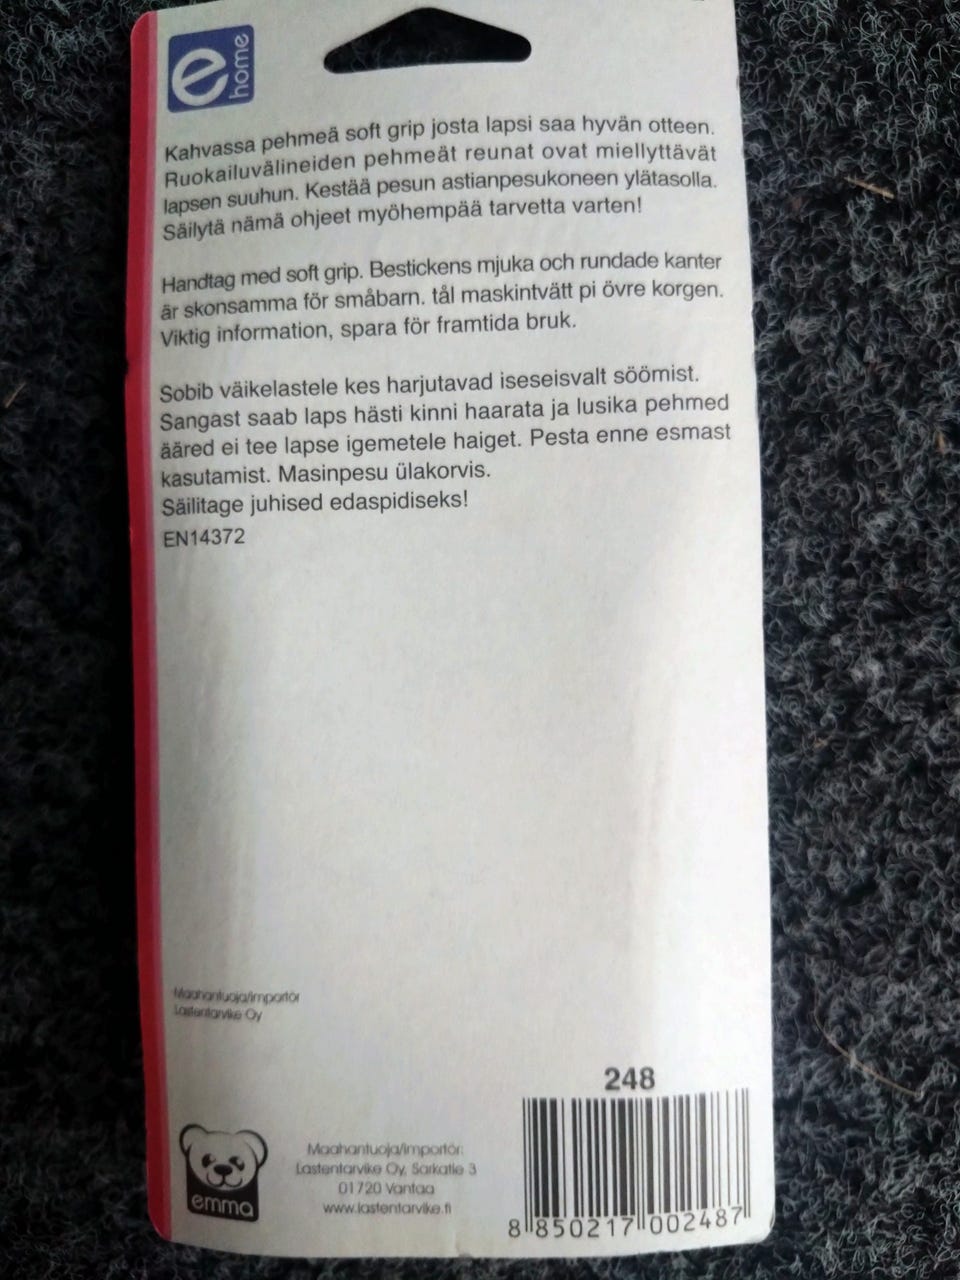 e home
Kahvassa pehmeä soft grip josta lapsi saa hyvän otteen.
Ruokailuvälineiden pehmeät reunat ovat miellyttävät
lapsen suuhun. Kestää pesun astianpesukoneen ylätasolla.
Säilytä nämä ohjeet myöhempää tarvetta varten!
Handtag med soft grip. Bestickens mjuka och rundade kanter
är skonsamma för småbarn. tål maskintvätt pi övre korgen.
Viktig information, spara för framtida bruk.
Sobib väikelastele kes harjutavad iseseisvalt söömist.
Sangast saab laps hästi kinni haarata ja lusika pehmed
ääred ei tee lapse igemetele haiget. Pesta enne esmast
kasutamist. Masinpesu ülakorvis.
Säilitage juhised edaspidiseks!
EN14372
Maahantuoja/Importör
Lastentarvike Oy
emma
Maahantuoja/Importör:
Lastentarvike Oy, Sarkatie 3
01720 Vantaa
www.lastentarvike.fi
248
8 850217 002487